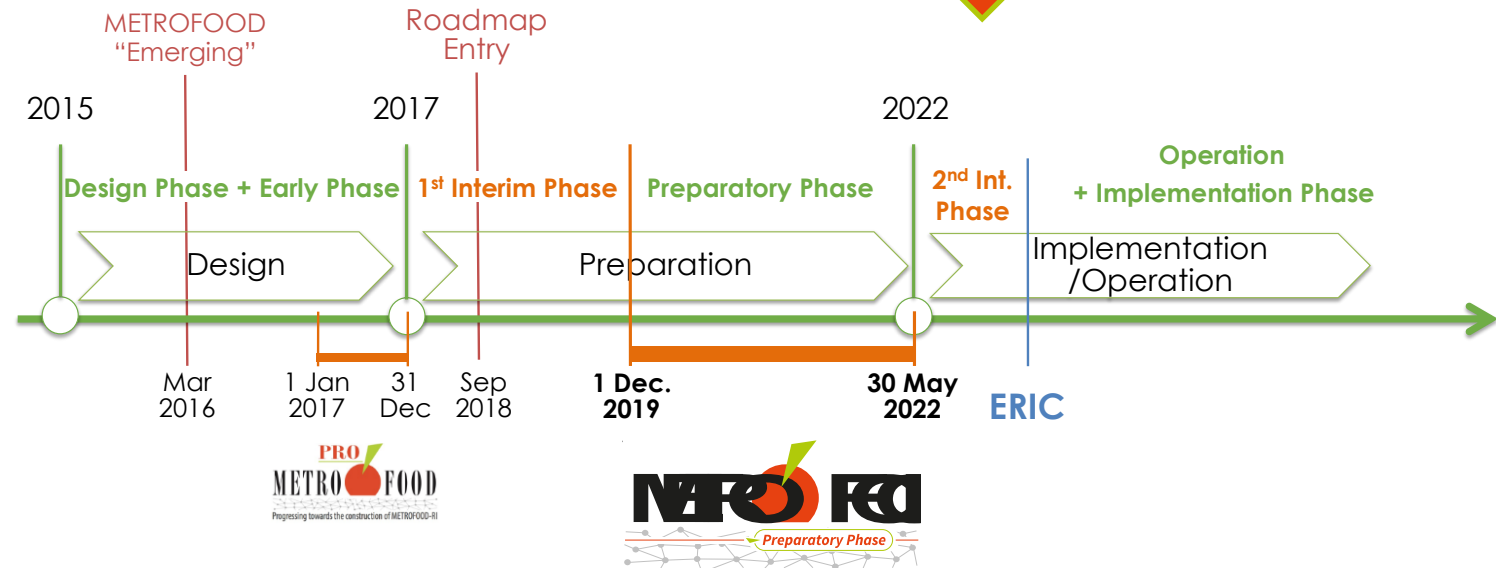 METROFOOD
“Emerging”
Roadmap
Entry
2015
2017
2022
Design Phase + Early Phase
1st Interim Phase
Preparatory Phase
2nd Int.
Phase
Operation
+ Implementation Phase
Design
Preparation
Implementation
/Operation
Mar
2016
1 Jan
2017
31
Dec
Sep
2018
1 Dec.
2019
30 May
2022
ERIC
PRO
METROFOOD
Progressing towards the construction of METROFOOD-RI
METROFOOD
Preparatory Phase